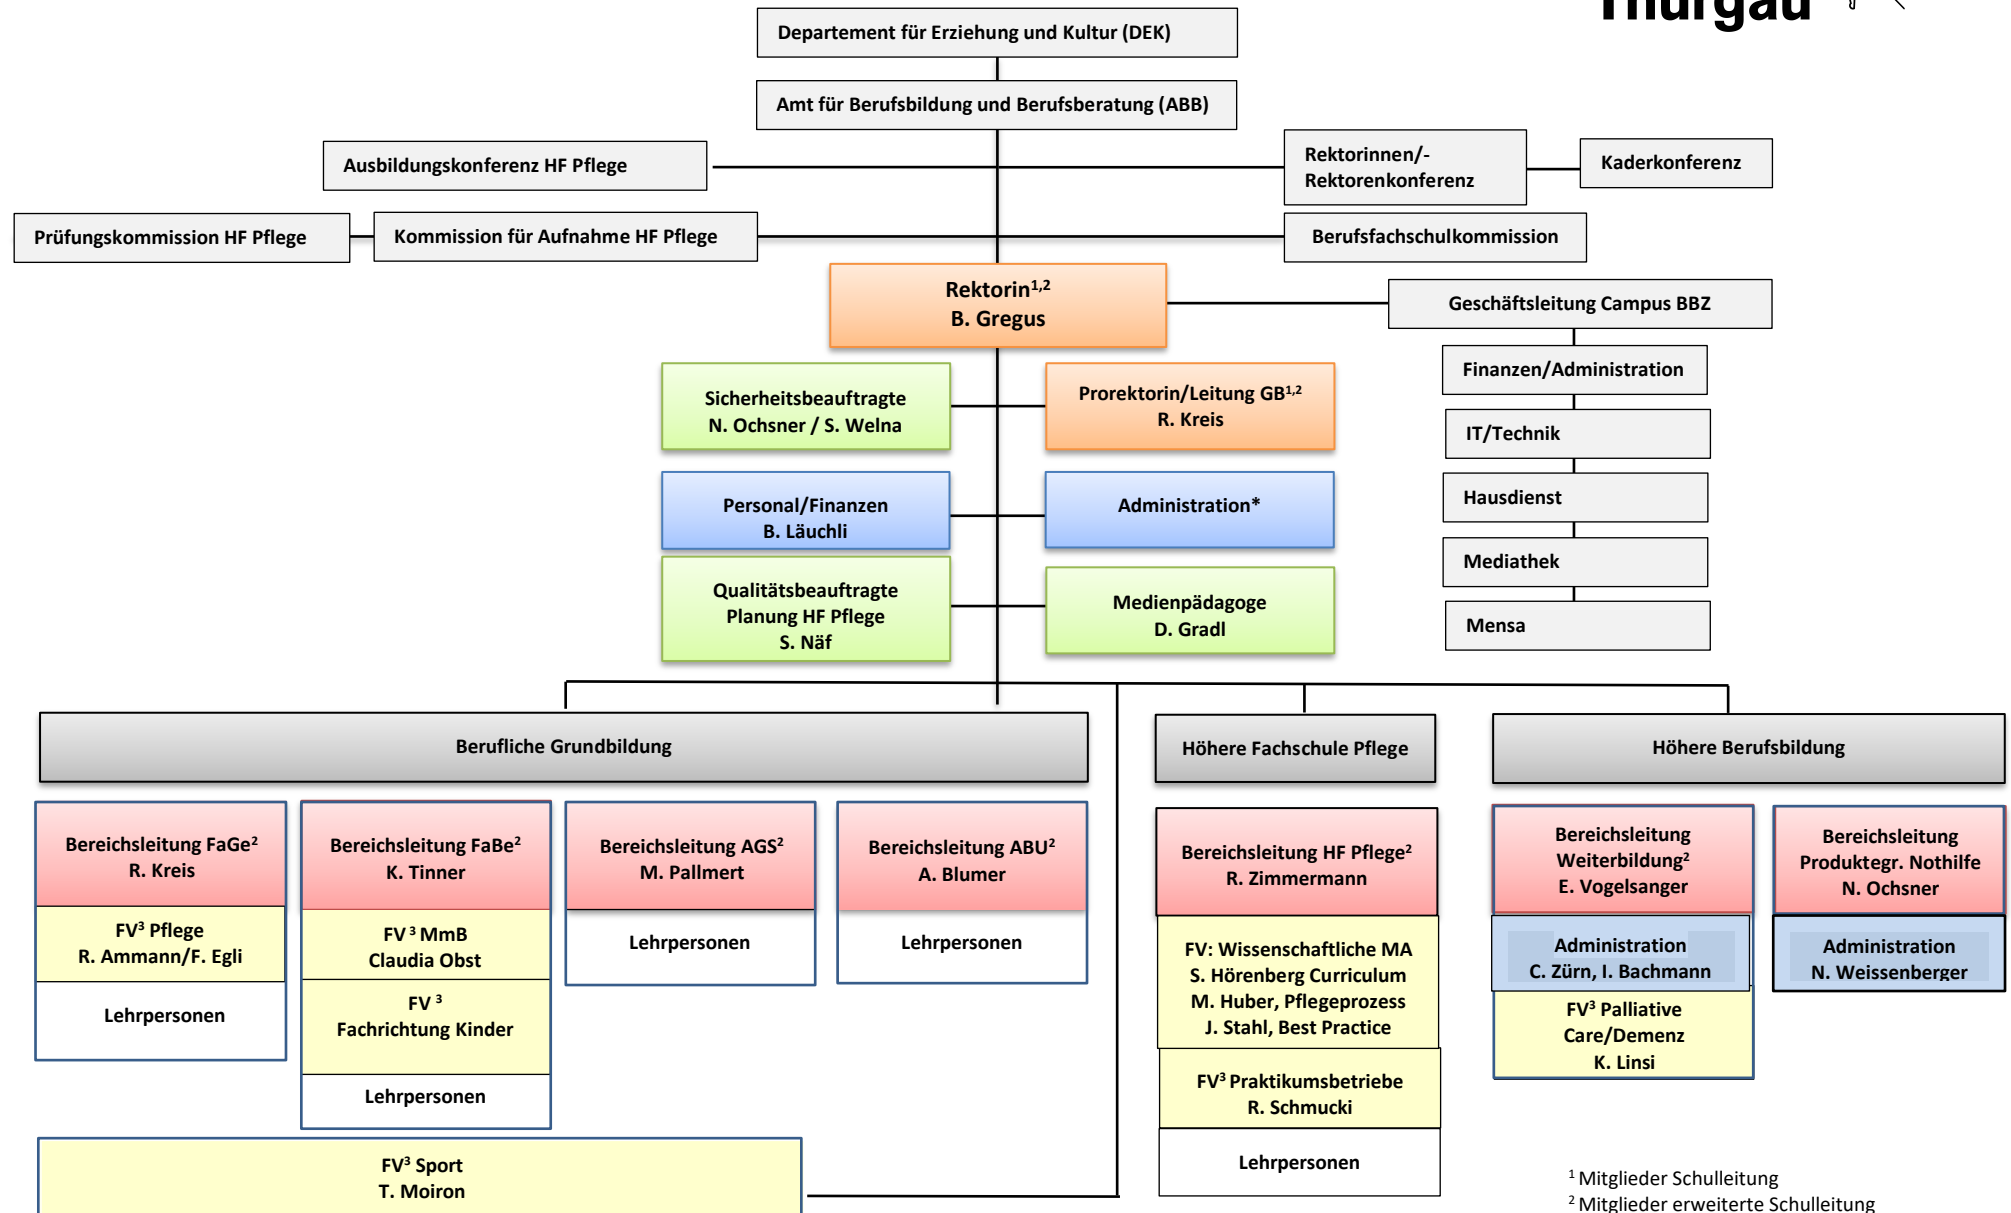 Thurgau
Departement für Erziehung und Kultur (DEK)
Amt für Berufsbildung und Berufsberatung (ABB)
Ausbildungskonferenz HF Pflege
Rektorinnen/-
Rektorenkonferenz
Kaderkonferenz
Prüfungskommission HF Pflege
Kommission für Aufnahme HF Pflege
Berufsfachschulkommission
Rektorin¹,²
B. Gregus
Geschäftsleitung Campus BBZ
Finanzen/Administration
IT/Technik
Hausdienst
Mediathek
Mensa
Sicherheitsbeauftragte
N. Ochsner / S. Welna
Prorektorin/Leitung GB¹,²
R. Kreis
Personal/Finanzen
B. Läuchli
Administration*
Qualitätsbeauftragte
Planung HF Pflege
S. Näf
Medienpädagoge
D. Gradl
Berufliche Grundbildung
Höhere Fachschule Pflege
Höhere Berufsbildung
Bereichsleitung FaGe²
R. Kreis
FV³ Pflege
R. Ammann/F. Egli
Lehrpersonen
Bereichsleitung FaBe²
K. Tinner
FV ³ MmB
Claudia Obst
FV ³
Fachrichtung Kinder
Lehrpersonen
Bereichsleitung AGS²
M. Pallmert
Lehrpersonen
Bereichsleitung ABU²
A. Blumer
Lehrpersonen
FV³ Sport
T. Moiron
Bereichsleitung HF Pflege²
R. Zimmermann
FV: Wissenschaftliche MA
S. Hörenberg Curriculum
M. Huber, Pflegeprozess
J. Stahl, Best Practice
FV³ Praktikumsbetriebe
R. Schmucki
Lehrpersonen
Bereichsleitung
Weiterbildung²
E. Vogelsanger
Administration
C. Zürn, I. Bachmann
FV³ Palliative
Care/Demenz
K. Linsi
Bereichsleitung
Produktegr. Nothilfe
N. Ochsner
Administration
N. Weissenberger
¹ Mitglieder Schulleitung
² Mitglieder erweiterte Schulleitung